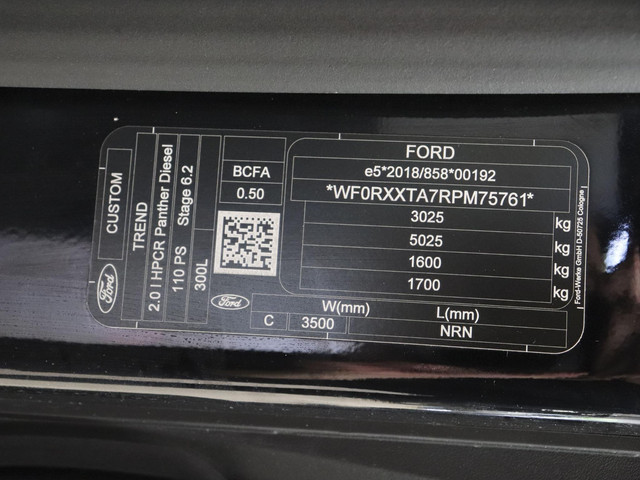 CUSTOM
Ford
TREND
2.0 l HPCR Panther Diesel
110 PS Stage 6.2
300L
BCFA
0.50
Ford
FORD
e5*2018/858*00192
*WF0RXXTA7RPM75761*
3025 kg
5025 kg
1600 kg
1700 kg
W(mm) L(mm)
C 3500 NRN
Ford-Werke GmbH D-50725 Cologne